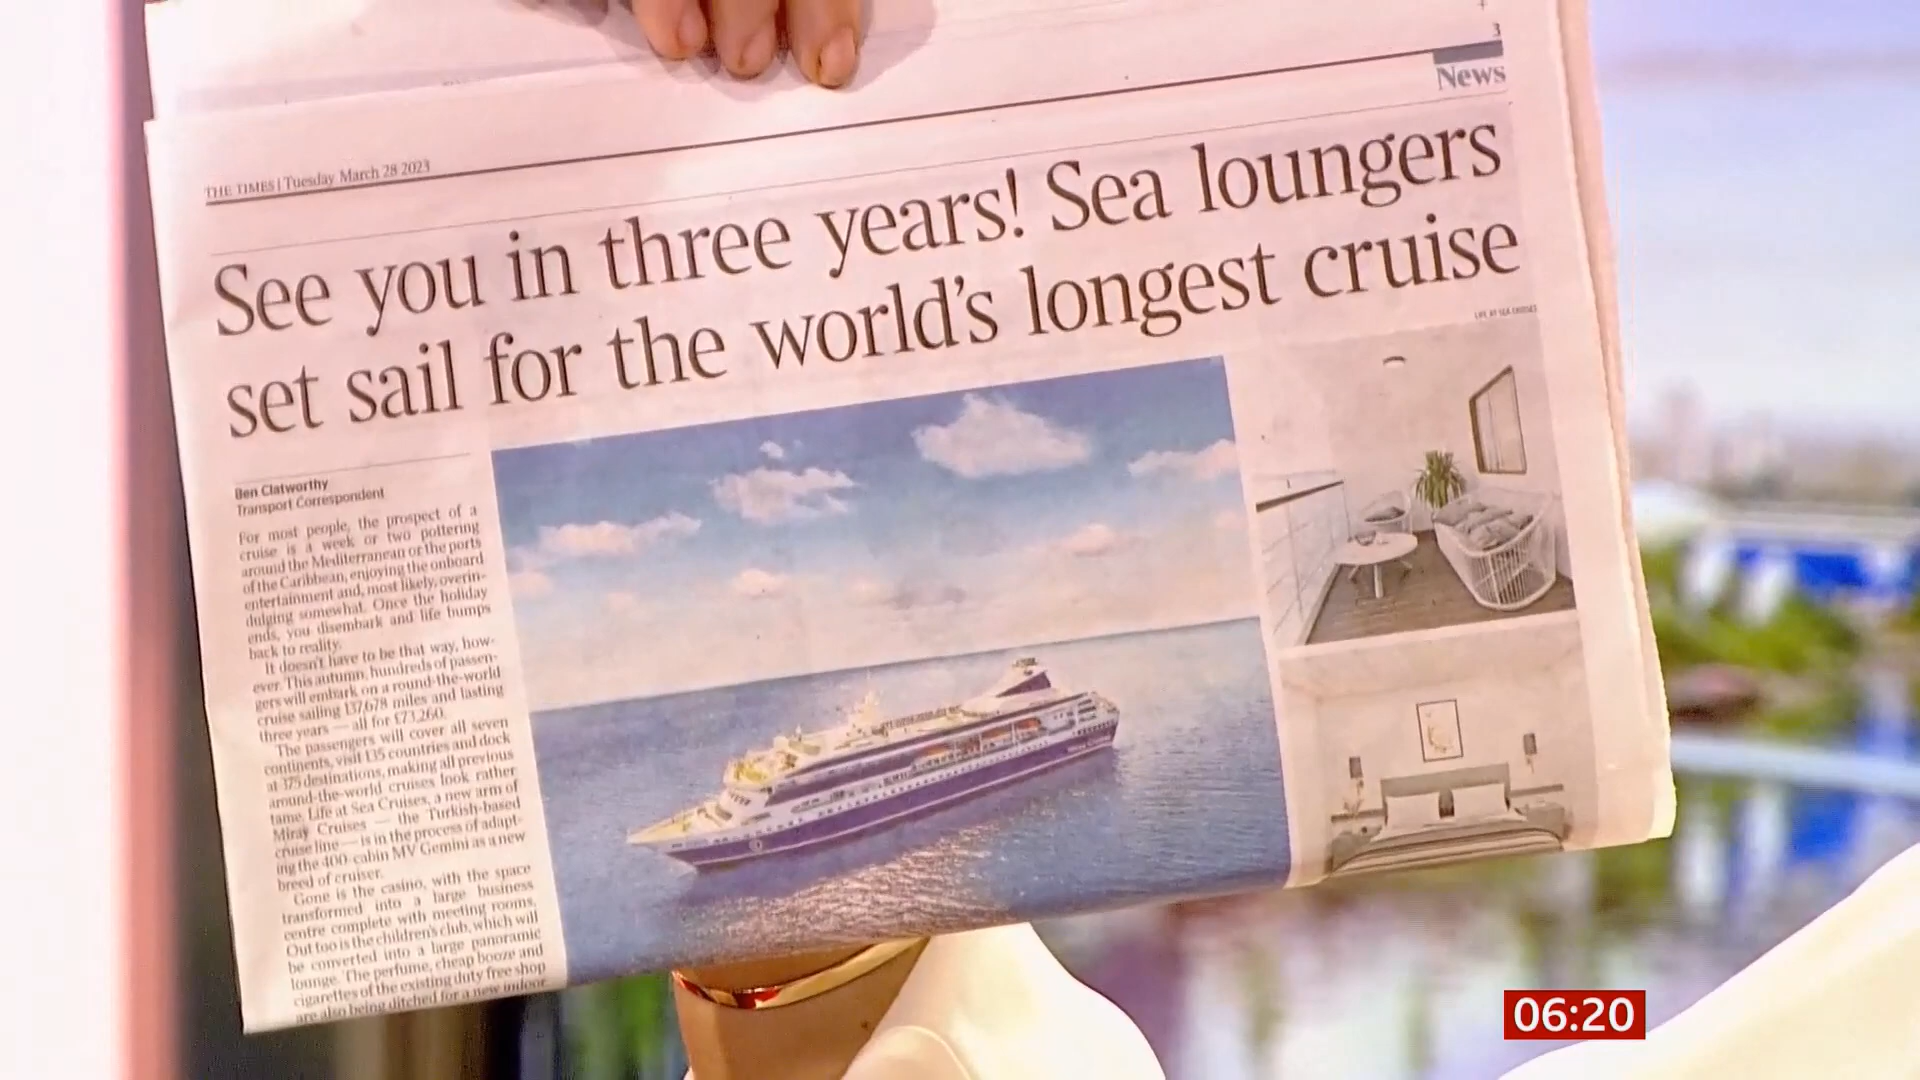 3
News
THE TIMES | Tuesday March 28 2023
See you in three years! Sea loungers
set sail for the world's longest cruise
LIFE AT SEA CRUISES
Ben Clatworthy
Transport Correspondent
For most people, the prospect of a
cruise is a week or two pottering
around the Mediterranean or the ports
of the Caribbean, enjoying the onboard
entertainment and, most likely, overin-
dulging somewhat. Once the holiday
ends, you disembark and life bumps
back to reality.
It doesn't have to be that way, how-
ever. This autumn, hundreds of passen-
gers will embark on a round-the-world
cruise sailing 137,678 miles and lasting
three years — all for £73,260.
The passengers will cover all seven
continents, visit 135 countries and dock
at 375 destinations, making all previous
around-the-world cruises look rather
tame. Life at Sea Cruises, a new arm of
Miray Cruises — the Turkish-based
cruise line — is in the process of adapt-
ing the 400-cabin MV Gemini as a new
breed of cruiser.
Gone is the casino, with the space
transformed into a large business
centre complete with meeting rooms.
Out too is the children's club, which will
be converted into a large panoramic
lounge. The perfume, cheap booze and
cigarettes of the existing duty free shop
are also being ditched for a new indoor
06:20